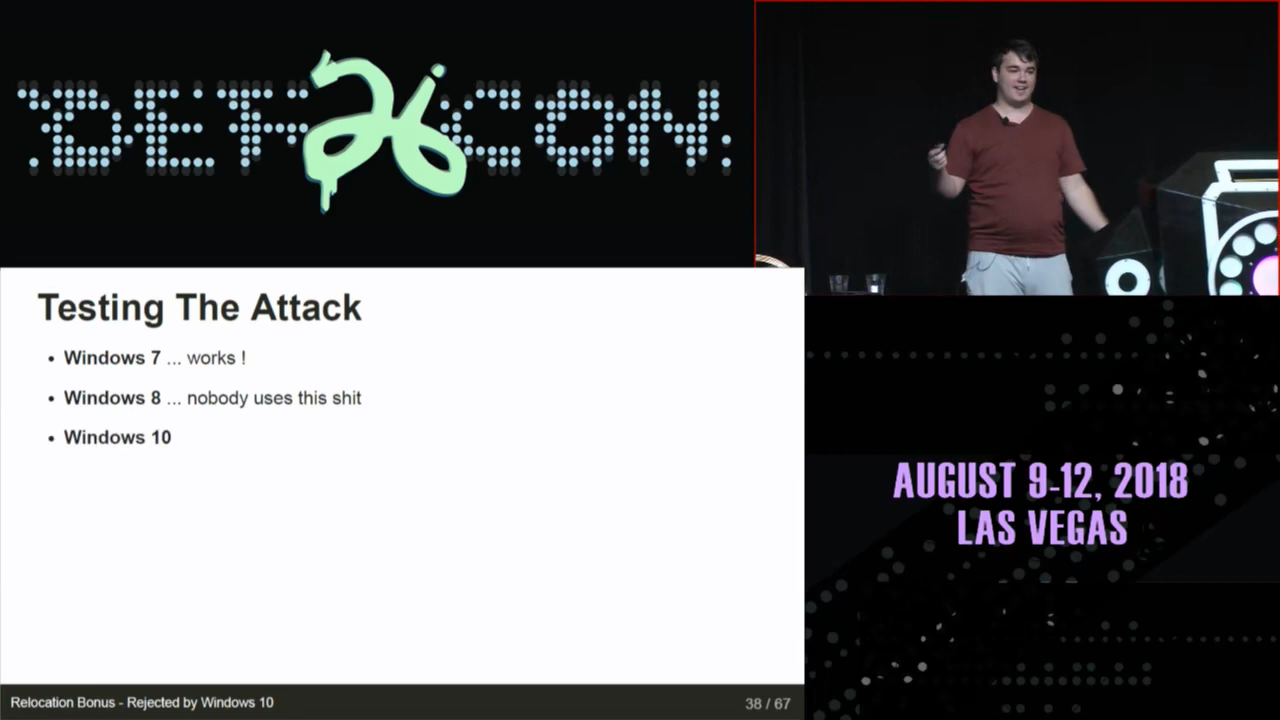 DEF 26 CON
Testing The Attack
• Windows 7 ... works !
• Windows 8 ... nobody uses this shit
• Windows 10
AUGUST 9-12, 2018
LAS VEGAS
Relocation Bonus - Rejected by Windows 10
38 / 67